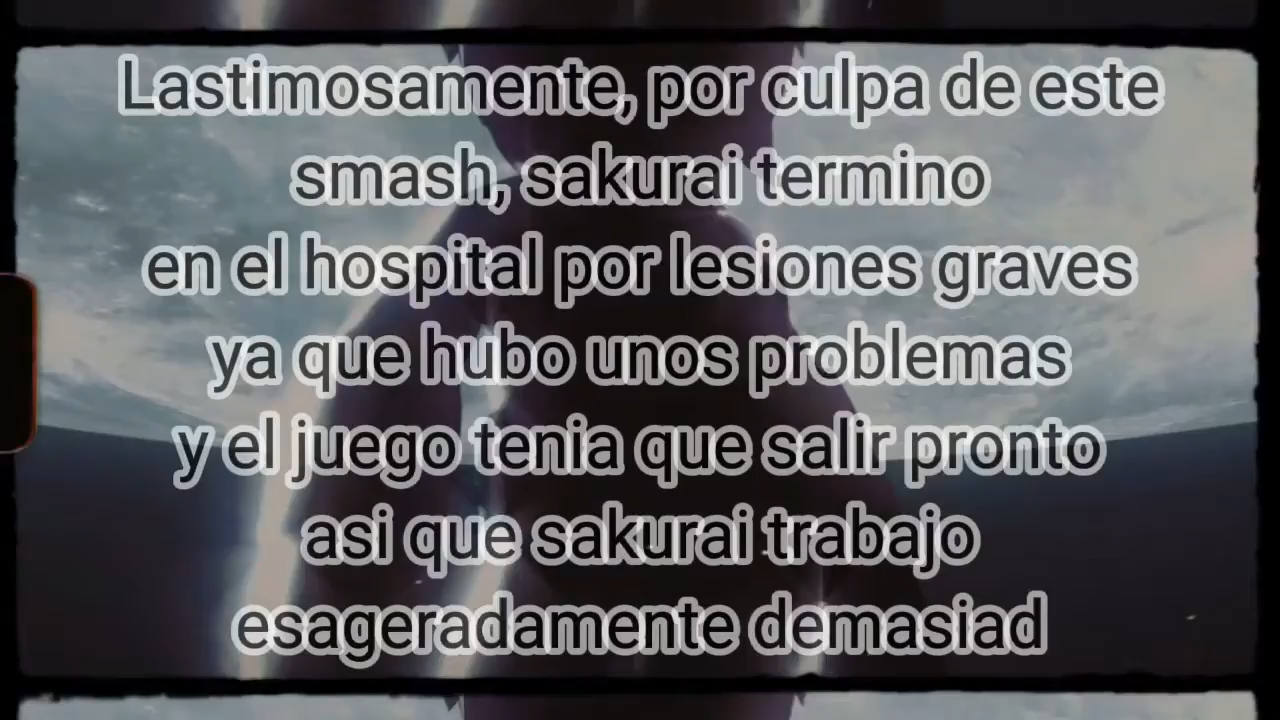 Lastimosamente, por culpa de este
smash, sakurai termino
en el hospital por lesiones graves
ya que hubo unos problemas
y el juego tenia que salir pronto
asi que sakurai trabajo
esageradamente demasiad